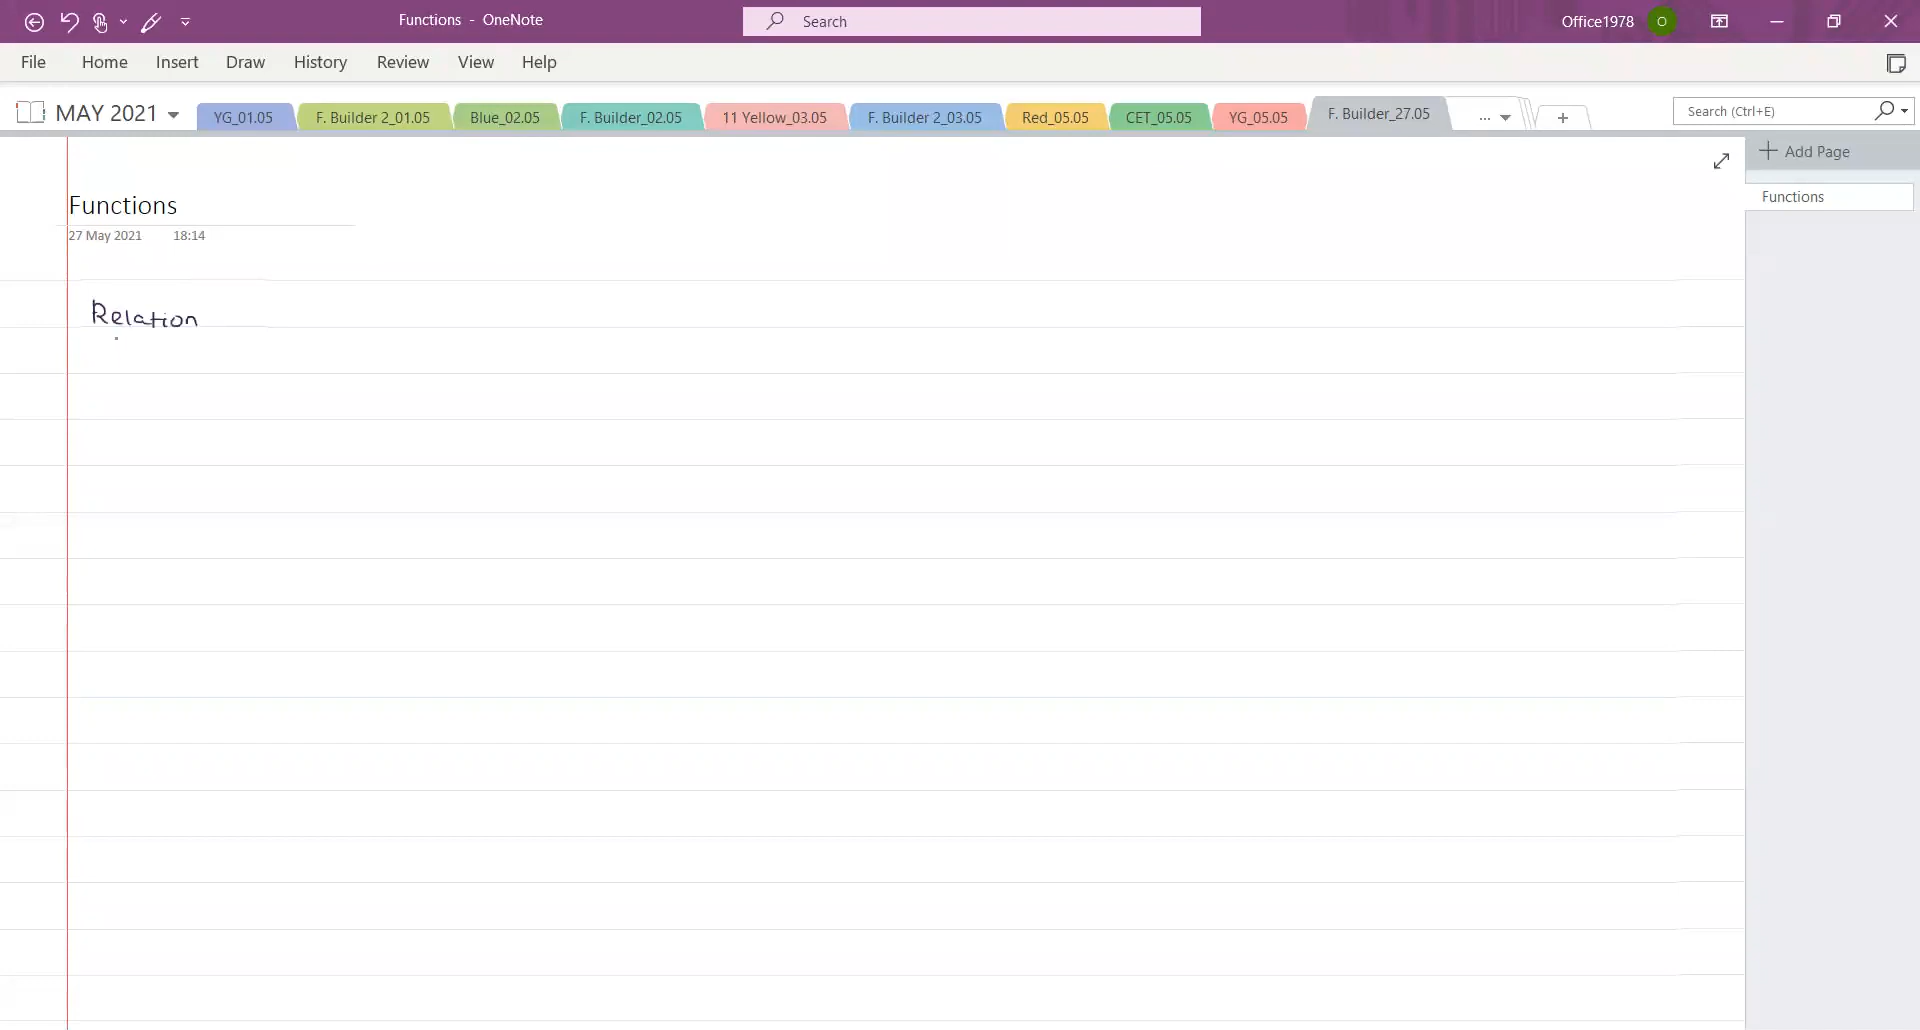 Functions - OneNote
Search
Office1978
O
File Home Insert Draw History Review View Help
MAY 2021
YG_01.05
F. Builder 2_01.05
Blue_02.05
F. Builder_02.05
11 Yellow_03.05
F. Builder 2_03.05
Red_05.05
CET_05.05
YG_05.05
F. Builder_27.05
...
Search (Ctrl+E)
Add Page
Functions
Functions
27 May 2021 18:14
Relation